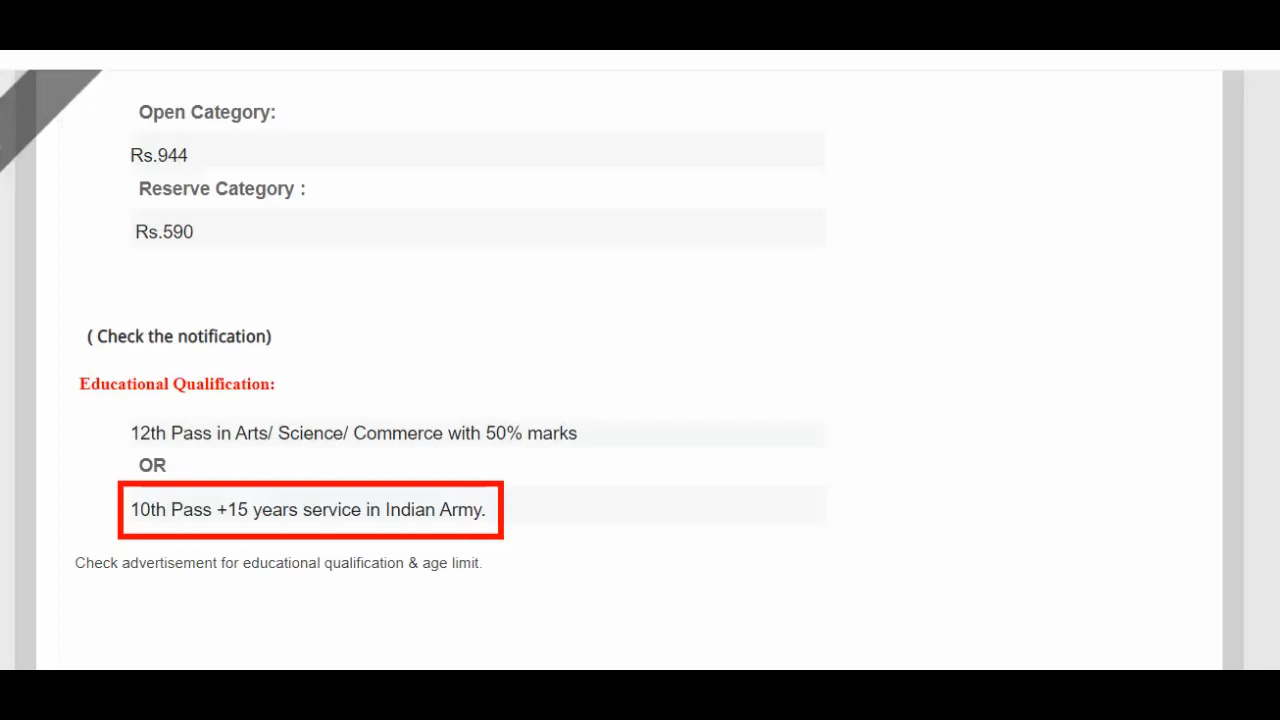 Open Category:
Rs.944
Reserve Category :
Rs.590
( Check the notification)
Educational Qualification:
12th Pass in Arts/ Science/ Commerce with 50% marks
OR
10th Pass +15 years service in Indian Army.
Check advertisement for educational qualification & age limit.